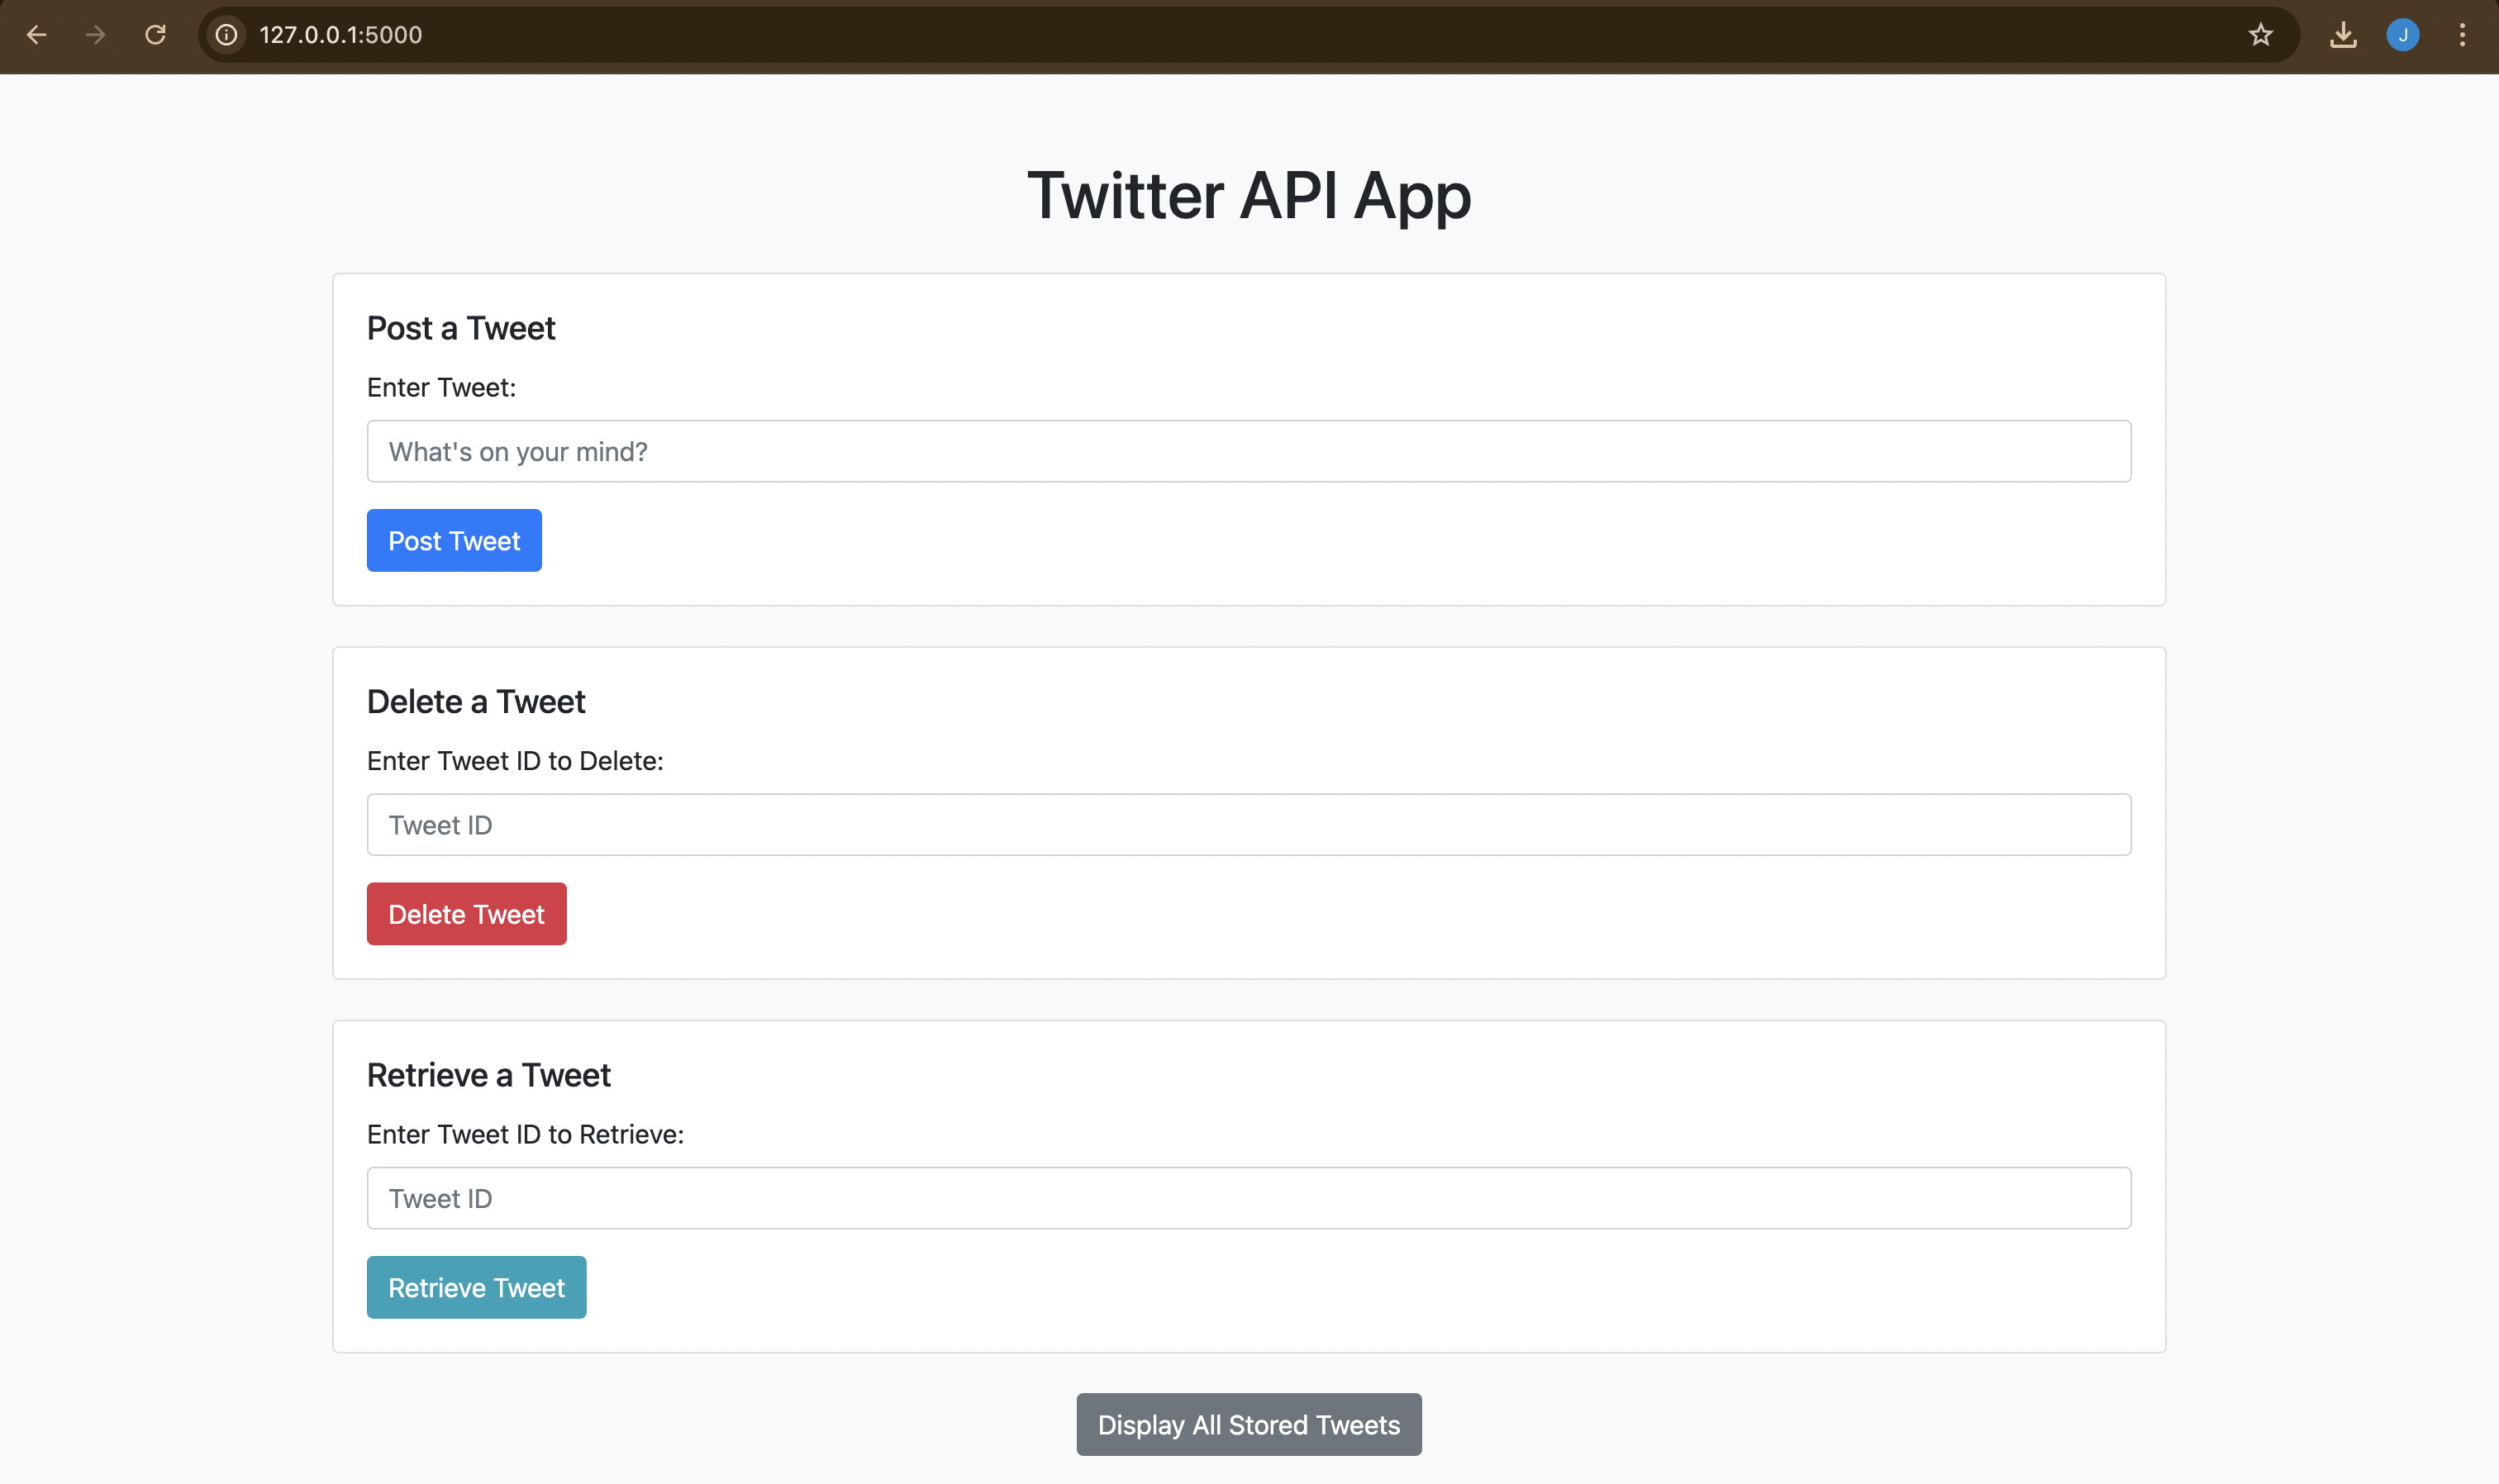 127.0.0.1:5000
J
Twitter API App
Post a Tweet
Enter Tweet:
What's on your mind?
Post Tweet
Delete a Tweet
Enter Tweet ID to Delete:
Tweet ID
Delete Tweet
Retrieve a Tweet
Enter Tweet ID to Retrieve:
Tweet ID
Retrieve Tweet
Display All Stored Tweets